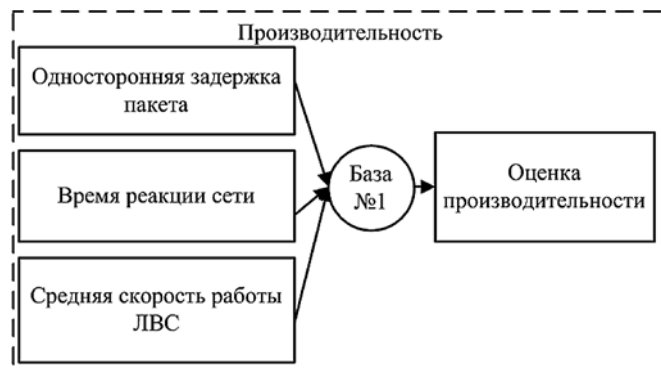 Производительность
Односторонняя задержка
пакета
Время реакции сети
Средняя скорость работы
ЛВС
База
№1
Оценка
производительности